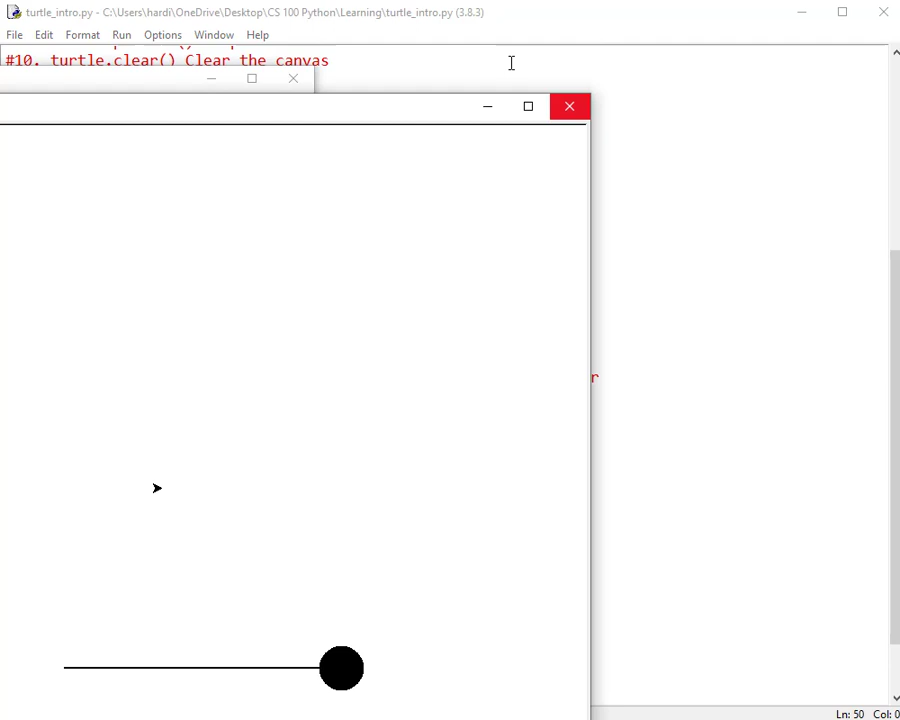 turtle_intro.py - C:\Users\hardi\OneDrive\Desktop\CS 100 Python\Learning\turtle_intro.py (3.8.3)
File Edit Format Run Options Window Help
#10. turtle.clear() Clear the canvas
r
Ln: 50 Col: 0